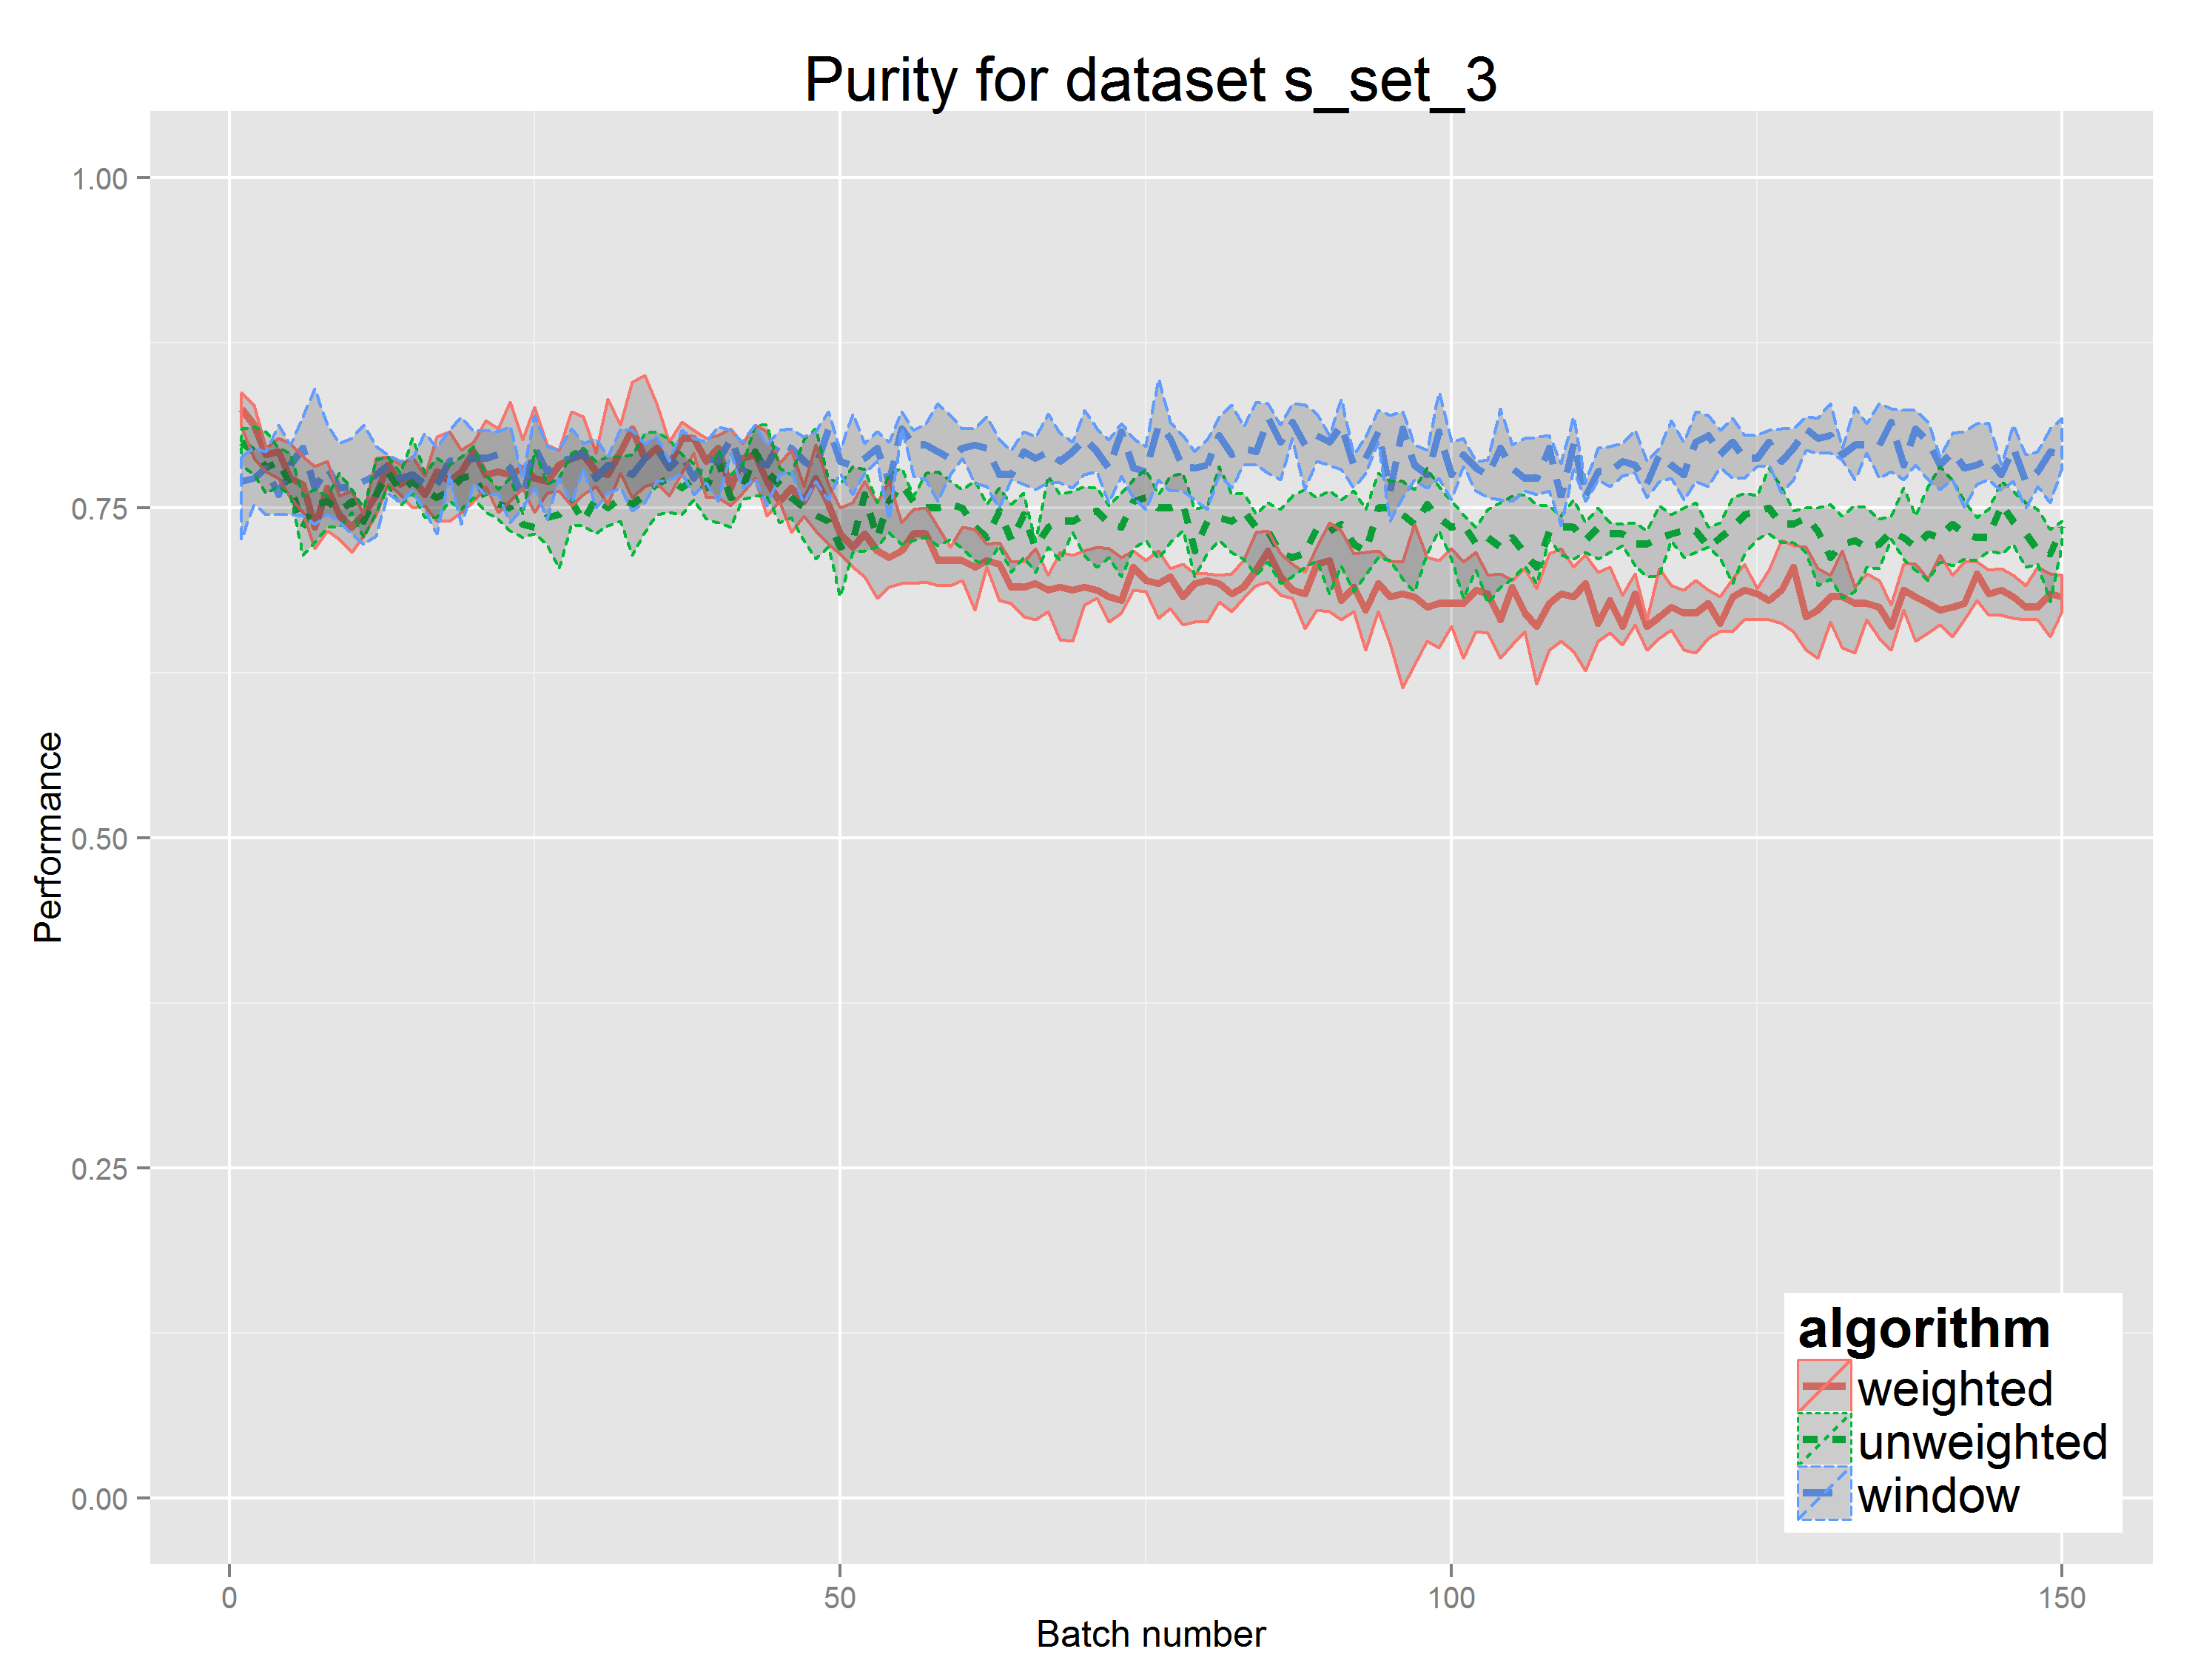 Purity for dataset s_set_3
Performance
1.00
0.75
0.50
0.25
0.00
0
50
100
150
Batch number
algorithm
weighted
unweighted
window